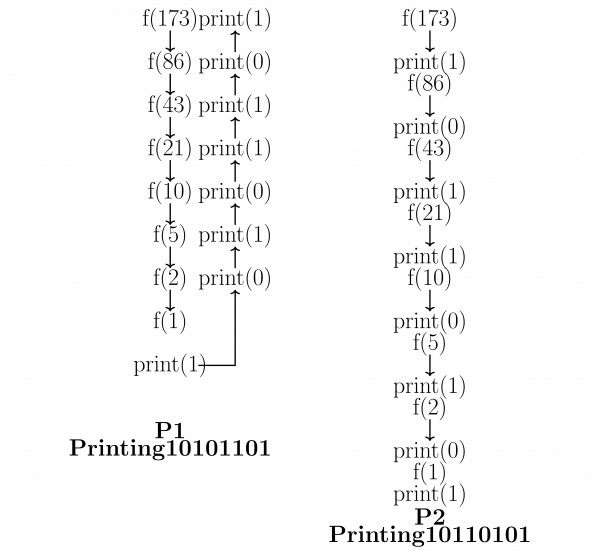 f(173)print(1)
f(86) print(0)
f(43) print(1)
f(21) print(1)
f(10) print(0)
f(5) print(1)
f(2) print(0)
f(1)
print(1)
P1
Printing10101101
f(173)
print(1)
f(86)
print(0)
f(43)
print(1)
f(21)
print(1)
f(10)
print(0)
f(5)
print(1)
f(2)
print(0)
f(1)
print(1)
P2
Printing10110101